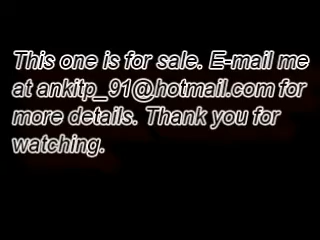 This one is for sale. E-mail me
at ankitp_91@hotmail.com for
more details. Thank you for
watching.